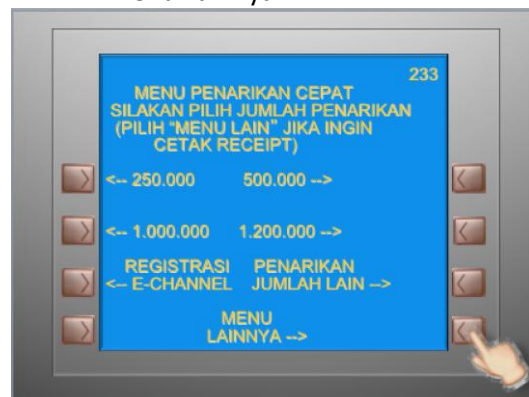 233
MENU PENARIKAN CEPAT
SILAKAN PILIH JUMLAH PENARIKAN
(PILIH “MENU LAIN” JIKA INGIN
CETAK RECEIPT)
<-- 250.000 500.000 -->
<-- 1.000.000 1.200.000 -->
REGISTRASI PENARIKAN
<-- E-CHANNEL JUMLAH LAIN -->
MENU
LAINNYA -->